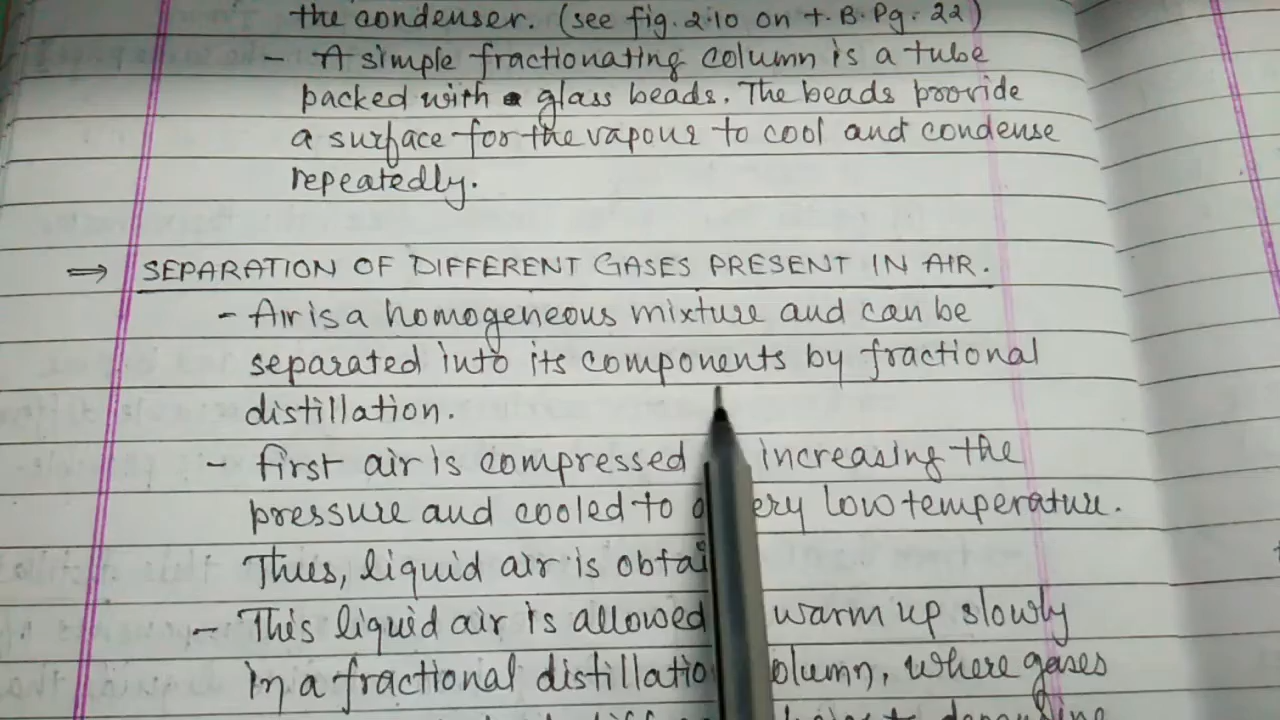 the condenser. (see fig. 2.10 on t. B. Pg. 22)
- A simple fractionating column is a tube
packed with glass beads. The beads provide
a surface for the vapour to cool and condense
repeatedly.
⇒ SEPARATION OF DIFFERENT GASES PRESENT IN AIR.
- Air is a homogeneous mixture and can be
separated into its components by fractional
distillation.
- first air is compressed increasing the
pressure and cooled to low temperature.
Thus, liquid air is
- This liquid air is allowed warm up slowly
in a fractional where gases